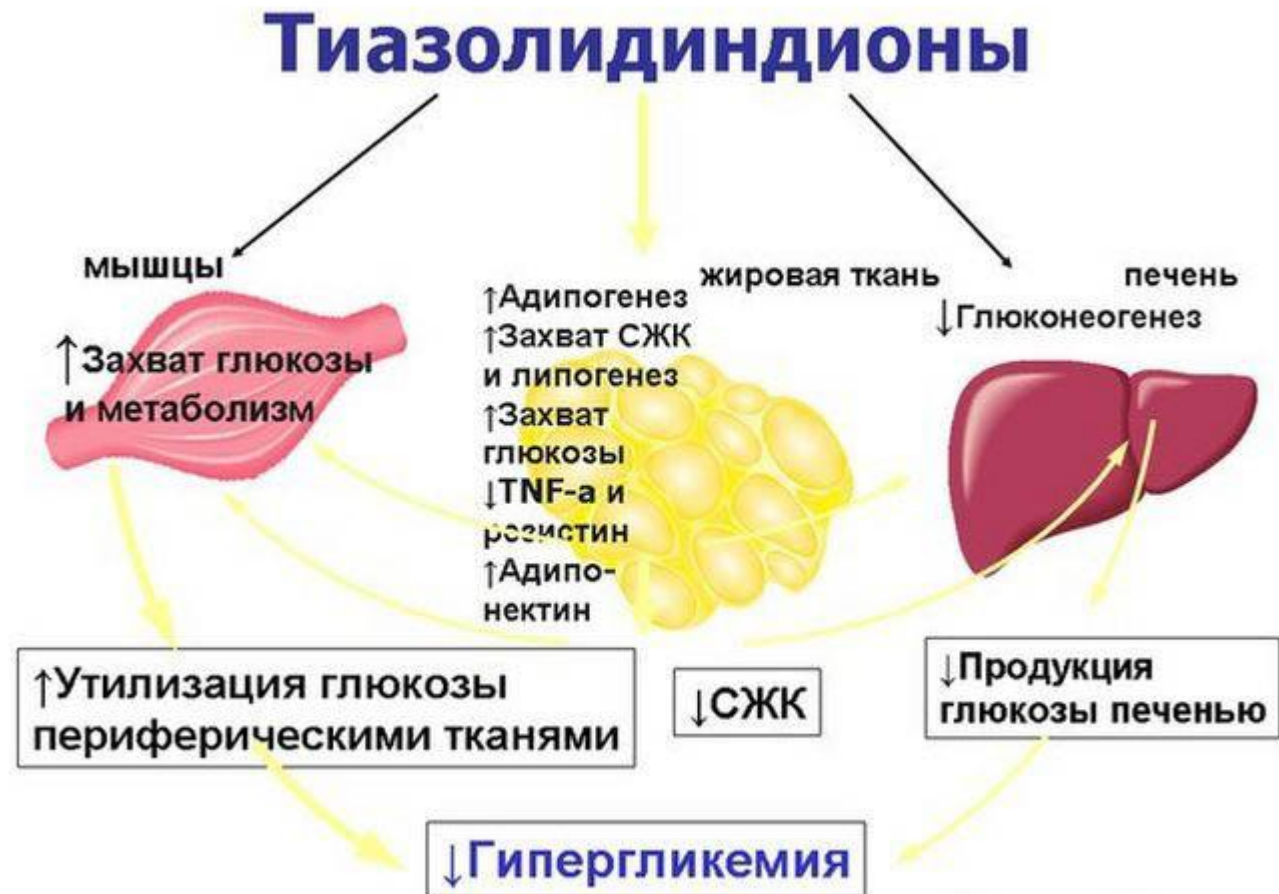 Тиазолидиндионы
мышцы
↑Захват глюкозы
и метаболизм
жировая ткань
↑Адипогенез
↑Захват СЖК
и липогенез
↑Захват
глюкозы
↓TNF-a и
резистин
↑Адипо-
нектин
печень
↓Глюконеогенез
↑Утилизация глюкозы
периферическими тканями
↓СЖК
↓Продукция
глюкозы печенью
↓Гипергликемия